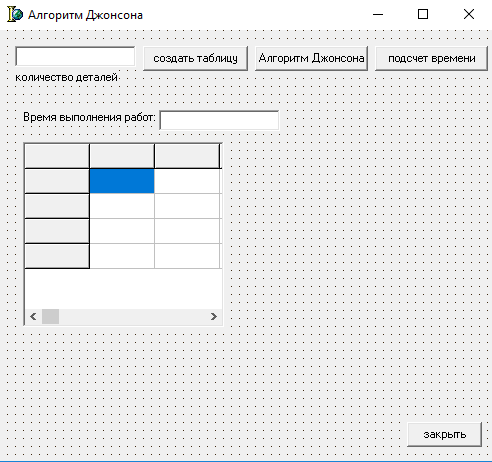 Алгоритм Джонсона
создать таблицу Алгоритм Джонсона подсчет времени
количество деталей
Время выполнения работ:
закрыть